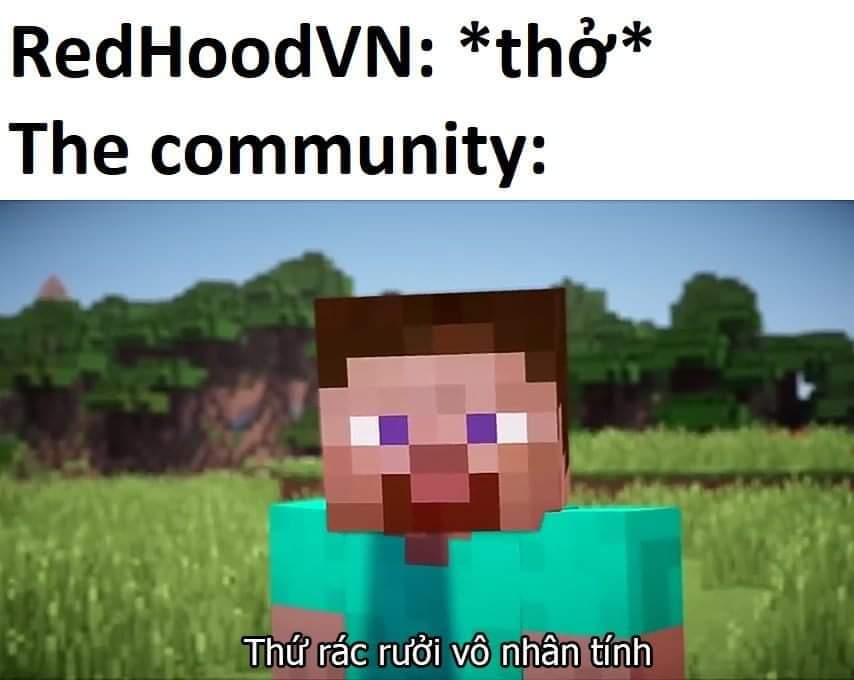 RedHoodVN: *thở*
The community:
Thứ rác rưởi vô nhân tính